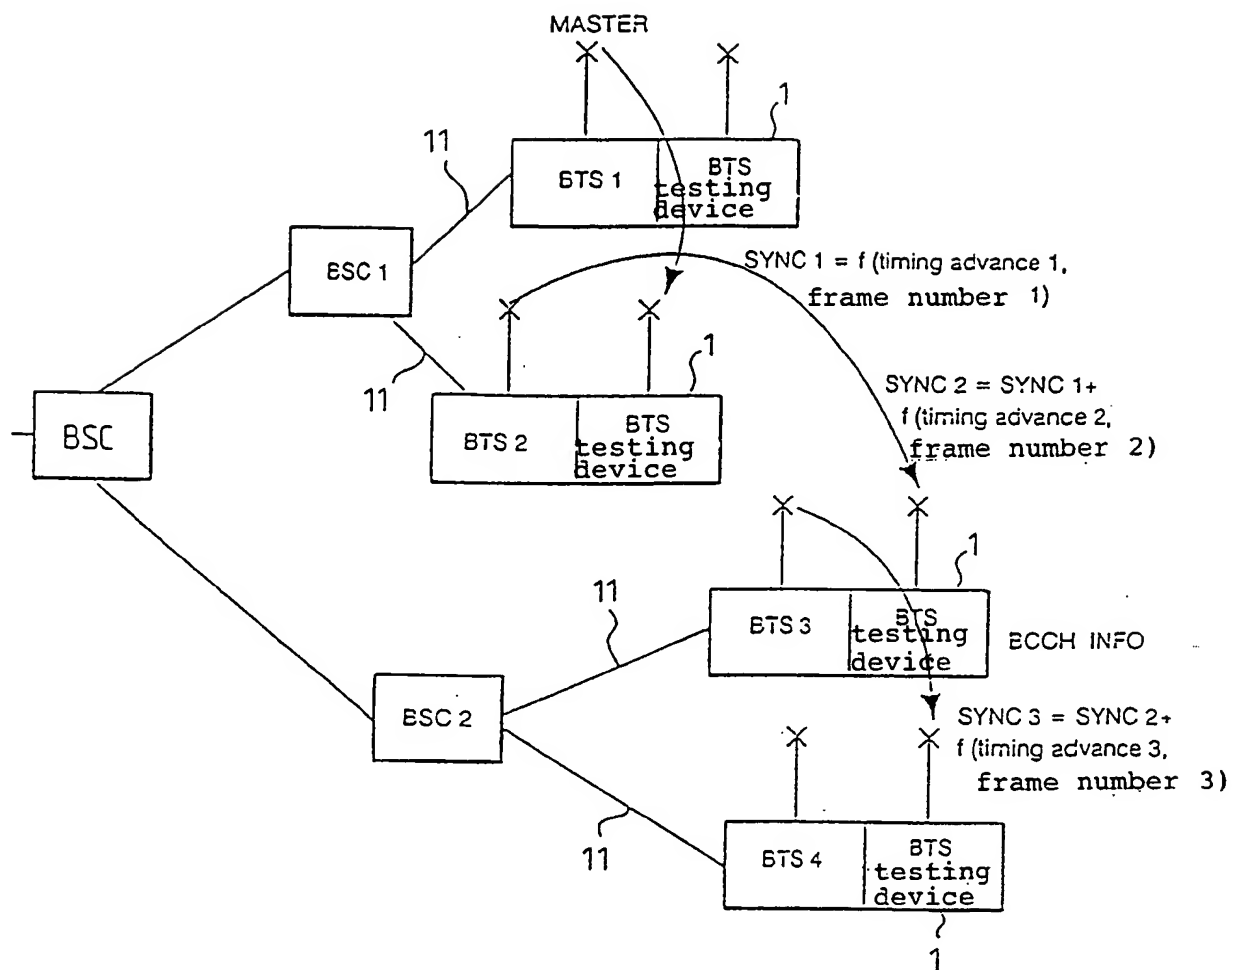 MASTER
1
11
BTS 1
BTS
testing
device
BSC 1
SYNC 1 = f (timing advance 1,
frame number 1)
11
1
BSC
BTS 2
BTS
testing
device
SYNC 2 = SYNC 1+
f (timing advance 2,
frame number 2)
1
11
BTS 3
BTS
testing
device
BCCH INFO
BSC 2
SYNC 3 = SYNC 2+
f (timing advance 3,
frame number 3)
11
BTS 4
BTS
testing
device
1